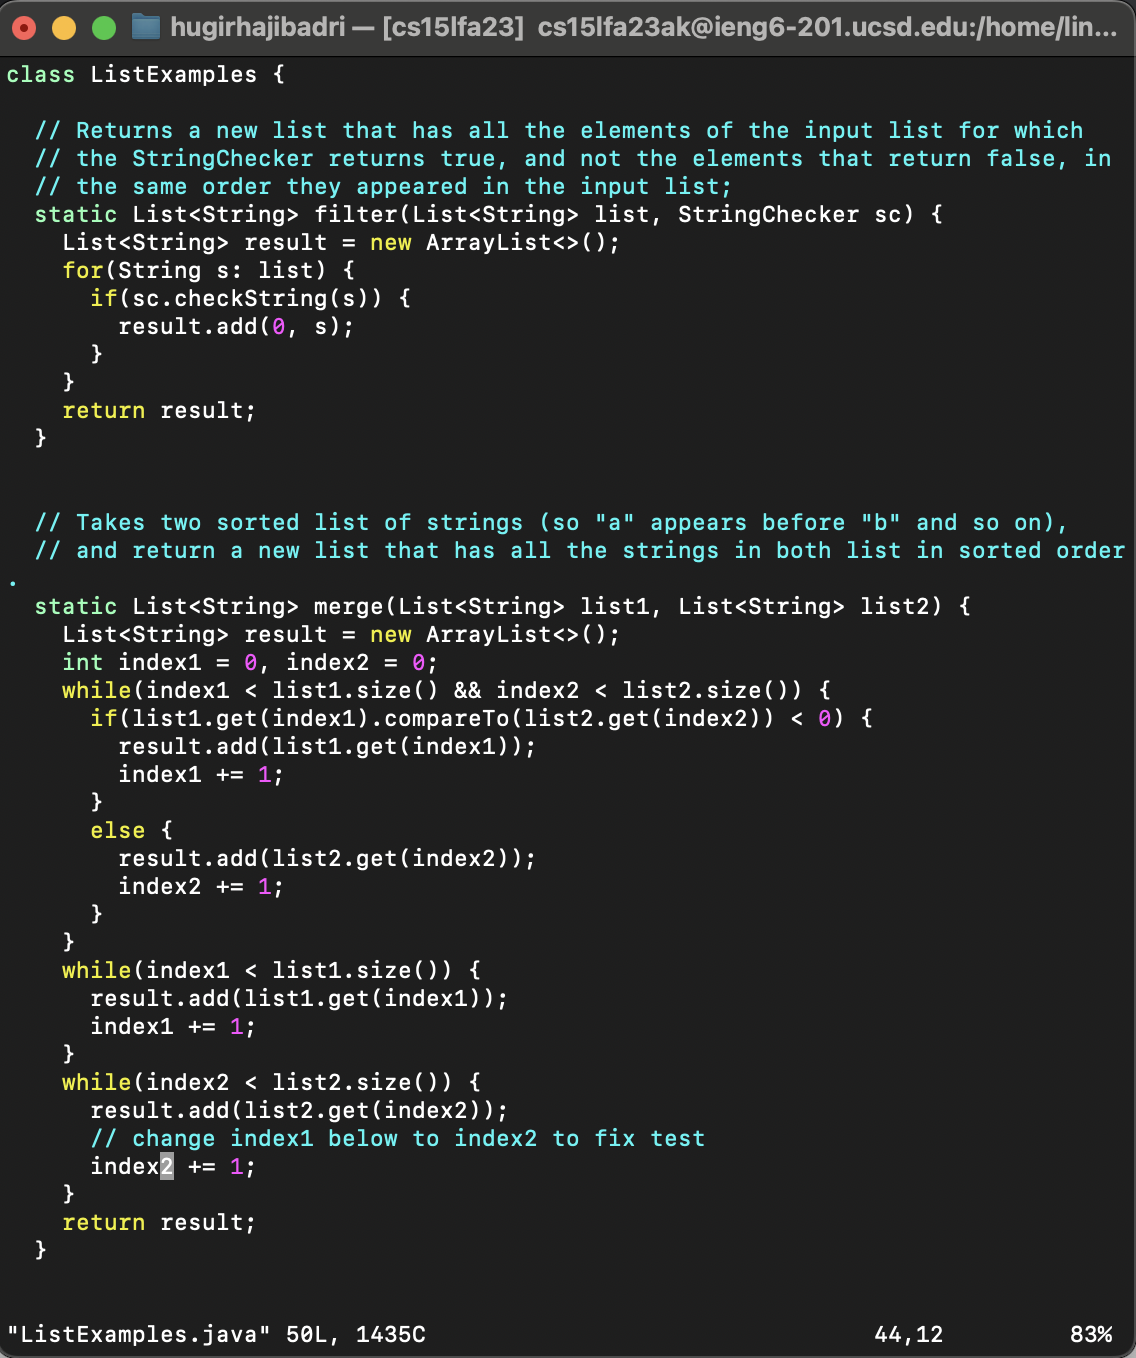 hugirhajibadri — [cs15lfa23] cs15lfa23ak@ieng6-201.ucsd.edu:/home/lin...
class ListExamples {

  // Returns a new list that has all the elements of the input list for which
  // the StringChecker returns true, and not the elements that return false, in
  // the same order they appeared in the input list;
  static List<String> filter(List<String> list, StringChecker sc) {
    List<String> result = new ArrayList<>();
    for(String s: list) {
      if(sc.checkString(s)) {
        result.add(0, s);
      }
    }
    return result;
  }


  // Takes two sorted list of strings (so "a" appears before "b" and so on),
  // and return a new list that has all the strings in both list in sorted order
.
  static List<String> merge(List<String> list1, List<String> list2) {
    List<String> result = new ArrayList<>();
    int index1 = 0, index2 = 0;
    while(index1 < list1.size() && index2 < list2.size()) {
      if(list1.get(index1).compareTo(list2.get(index2)) < 0) {
        result.add(list1.get(index1));
        index1 += 1;
      }
      else {
        result.add(list2.get(index2));
        index2 += 1;
      }
    }
    while(index1 < list1.size()) {
      result.add(list1.get(index1));
      index1 += 1;
    }
    while(index2 < list2.size()) {
      result.add(list2.get(index2));
      // change index1 below to index2 to fix test
      index2 += 1;
    }
    return result;
  }


"ListExamples.java" 50L, 1435C 44,12 83%